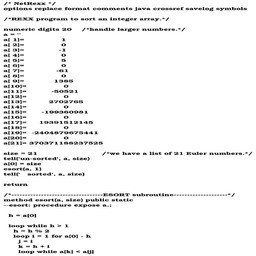 /* NetRexx */
options replace format comments java crossref savelog symbols
/*REXX program to sort an integer array.*/
numeric digits 20 /*handle larger numbers.*/
a = ''
a[ 1]= 1
a[ 2]= 0
a[ 3]= -1
a[ 4]= 0
a[ 5]= 5
a[ 6]= 0
a[ 7]= -61
a[ 8]= 0
a[ 9]= 1385
a[10]= 0
a[11]= -50521
a[12]= 0
a[13]= 2702765
a[14]= 0
a[15]= -199360981
a[16]= 0
a[17]= 19391512145
a[18]= 0
a[19]= -2404879675441
a[20]= 0
a[21]= 370371188237525
size = 21 /*we have a list of 21 Euler numbers.*/
tell('un-sorted', a, size)
a[0] = size
esort(a, 1)
tell(' sorted', a, size)
return
/*----------------------------------ESORT subroutine--------------------*/
method esort(a, size) public static
--esort: procedure expose a.;
h = a[0]
loop while h > 1
h = h % 2
loop i = 1 for a[0] - h
j = i
k = h + i
loop while a[k] < a[j]